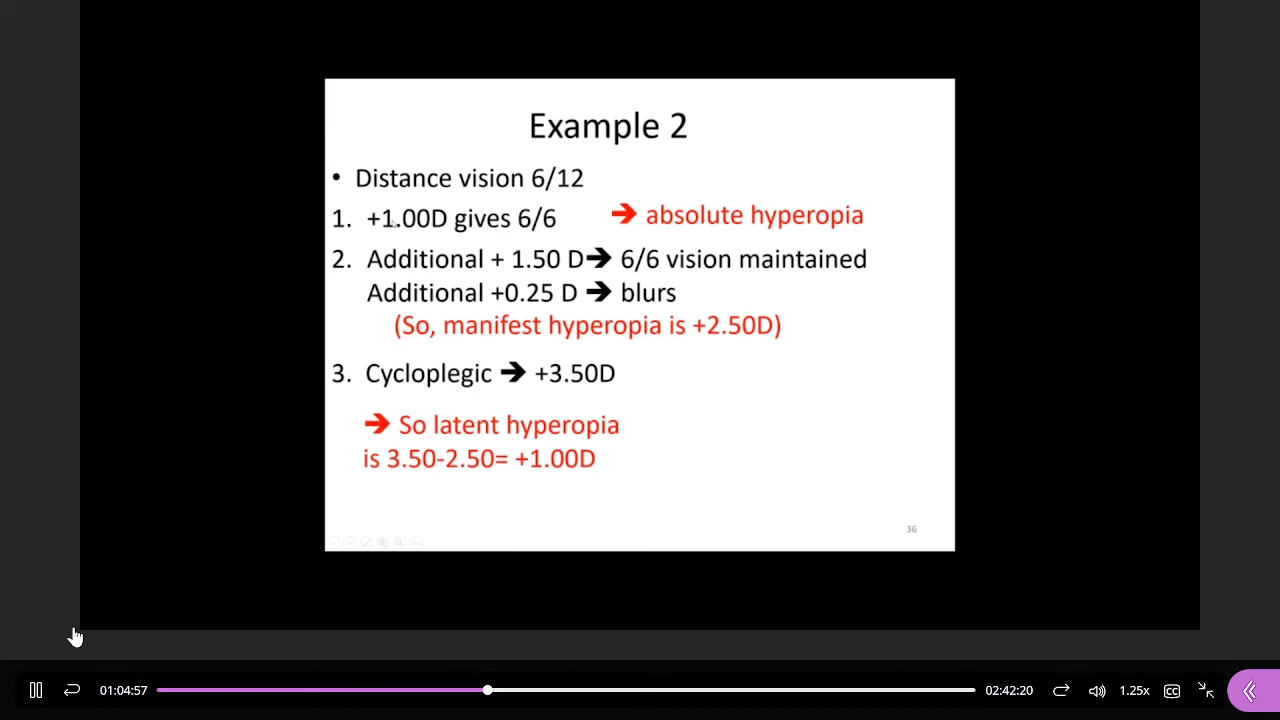 Example 2
• Distance vision 6/12
1. +1.00D gives 6/6 → absolute hyperopia
2. Additional + 1.50 D→ 6/6 vision maintained
Additional +0.25 D → blurs
(So, manifest hyperopia is +2.50D)
3. Cycloplegic → +3.50D
→ So latent hyperopia
is 3.50-2.50= +1.00D
36
01:04:57 02:42:20 1.25x CC